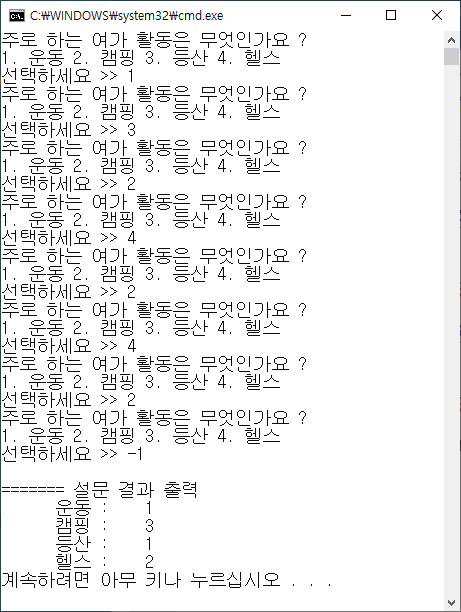 C:₩WINDOWS₩system32₩cmd.exe
주로 하는 여가 활동은 무엇인가요 ?
1. 운동 2. 캠핑 3. 등산 4. 헬스
선택하세요 >> 1
주로 하는 여가 활동은 무엇인가요 ?
1. 운동 2. 캠핑 3. 등산 4. 헬스
선택하세요 >> 3
주로 하는 여가 활동은 무엇인가요 ?
1. 운동 2. 캠핑 3. 등산 4. 헬스
선택하세요 >> 2
주로 하는 여가 활동은 무엇인가요 ?
1. 운동 2. 캠핑 3. 등산 4. 헬스
선택하세요 >> 4
주로 하는 여가 활동은 무엇인가요 ?
1. 운동 2. 캠핑 3. 등산 4. 헬스
선택하세요 >> 2
주로 하는 여가 활동은 무엇인가요 ?
1. 운동 2. 캠핑 3. 등산 4. 헬스
선택하세요 >> 4
주로 하는 여가 활동은 무엇인가요 ?
1. 운동 2. 캠핑 3. 등산 4. 헬스
선택하세요 >> 2
주로 하는 여가 활동은 무엇인가요 ?
1. 운동 2. 캠핑 3. 등산 4. 헬스
선택하세요 >> -1
======= 설문 결과 출력
운동 : 1
캠핑 : 3
등산 : 1
헬스 : 2
계속하려면 아무 키나 누르십시오 . . .